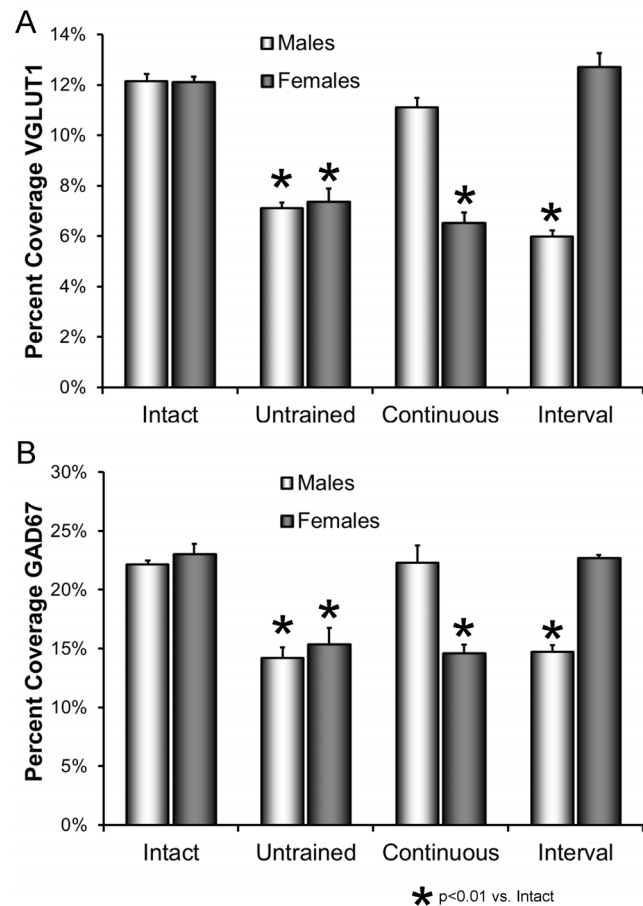 A
Percent Coverage VGLUT1
14%
12%
10%
8%
6%
4%
2%
0%
Males
Females
*
*
*
*
Intact Untrained Continuous Interval
B
Percent Coverage GAD67
30%
25%
20%
15%
10%
5%
0%
Males
Females
*
*
*
*
Intact Untrained Continuous Interval
* p<0.01 vs. Intact